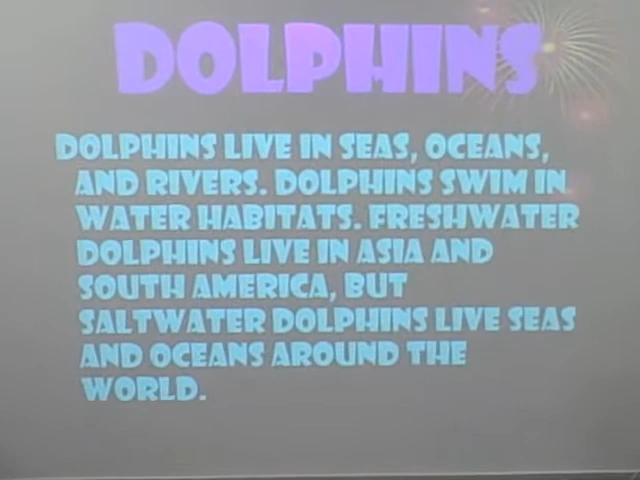 DOLPHINS
DOLPHINS LIVE IN SEAS, OCEANS,
AND RIVERS. DOLPHINS SWIM IN
WATER HABITATS. FRESHWATER
DOLPHINS LIVE IN ASIA AND
SOUTH AMERICA, BUT
SALTWATER DOLPHINS LIVE SEAS
AND OCEANS AROUND THE
WORLD.